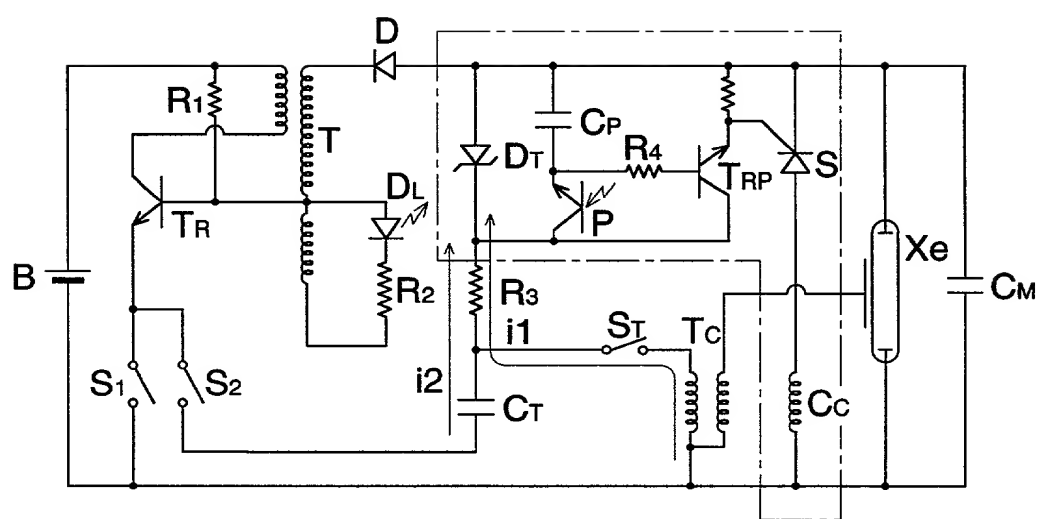 D
R1
T
CP
R4
DT
TRP
S
DL
TR
P
Xe
B
R2
R3
CM
ST
TC
i1
S1
S2
i2
CT
CC